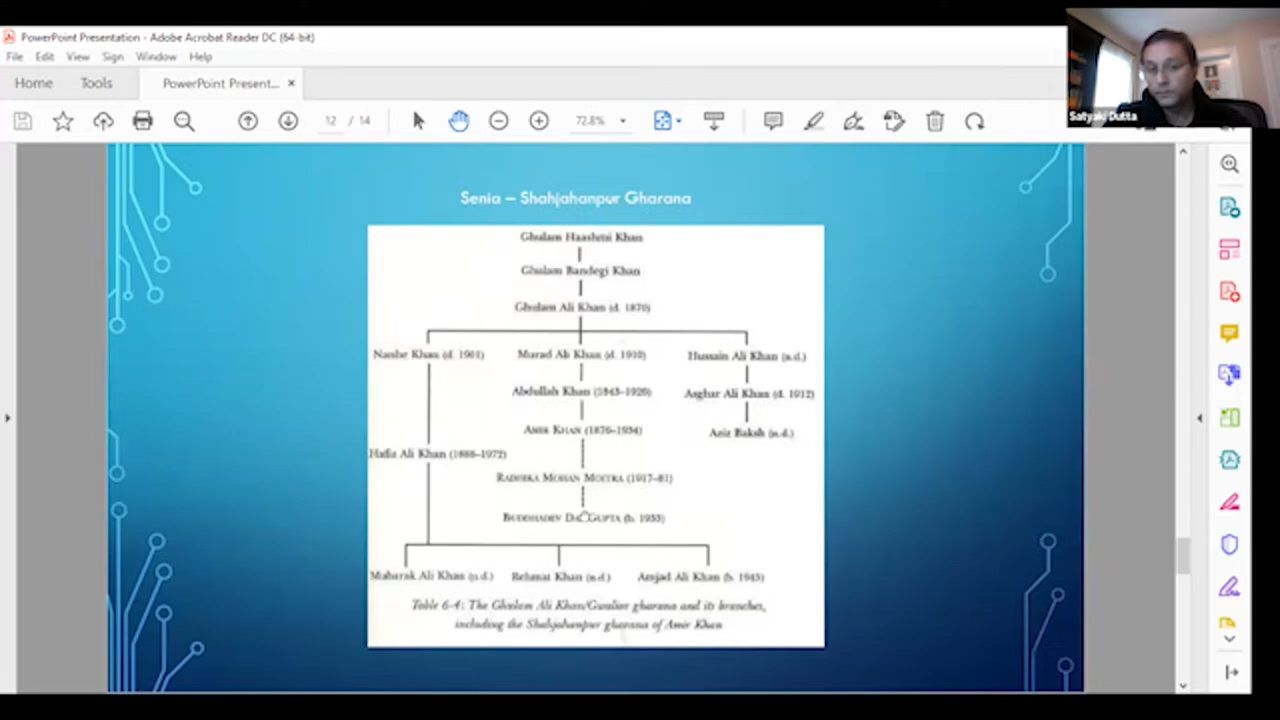 PowerPoint Presentation - Adobe Acrobat Reader DC (64-bit)
File Edit View Sign Window Help
Home Tools PowerPoint Present... ×
12 / 14 72.8%
Satyaki Dutta
Senia – Shahjahanpur Gharana
Ghulam Haashmi Khan
Ghulam Bandegi Khan
Ghulam Ali Khan (d. 1870)
Nanhe Khan (d. 1901) Murad Ali Khan (d. 1910) Hussain Ali Khan (n.d.)
Abdullah Khan (1843–1920) Asghar Ali Khan (d. 1912)
AMIR KHAN (1876–1934) Aziz Baksh (n.d.)
Hafiz Ali Khan (1888–1972)
RADHIKA MOHAN MOITRA (1917–81)
BUDDHADEV GUPTA (b. 1933)
Mubarak Ali Khan (n.d.) Rehmat Khan (n.d.) Amjad Ali Khan (b. 1945)
Table 6-4: The Ghulam Ali Khan/Gwalior gharana and its branches,
including the Shahjahanpur gharana of Amir Khan